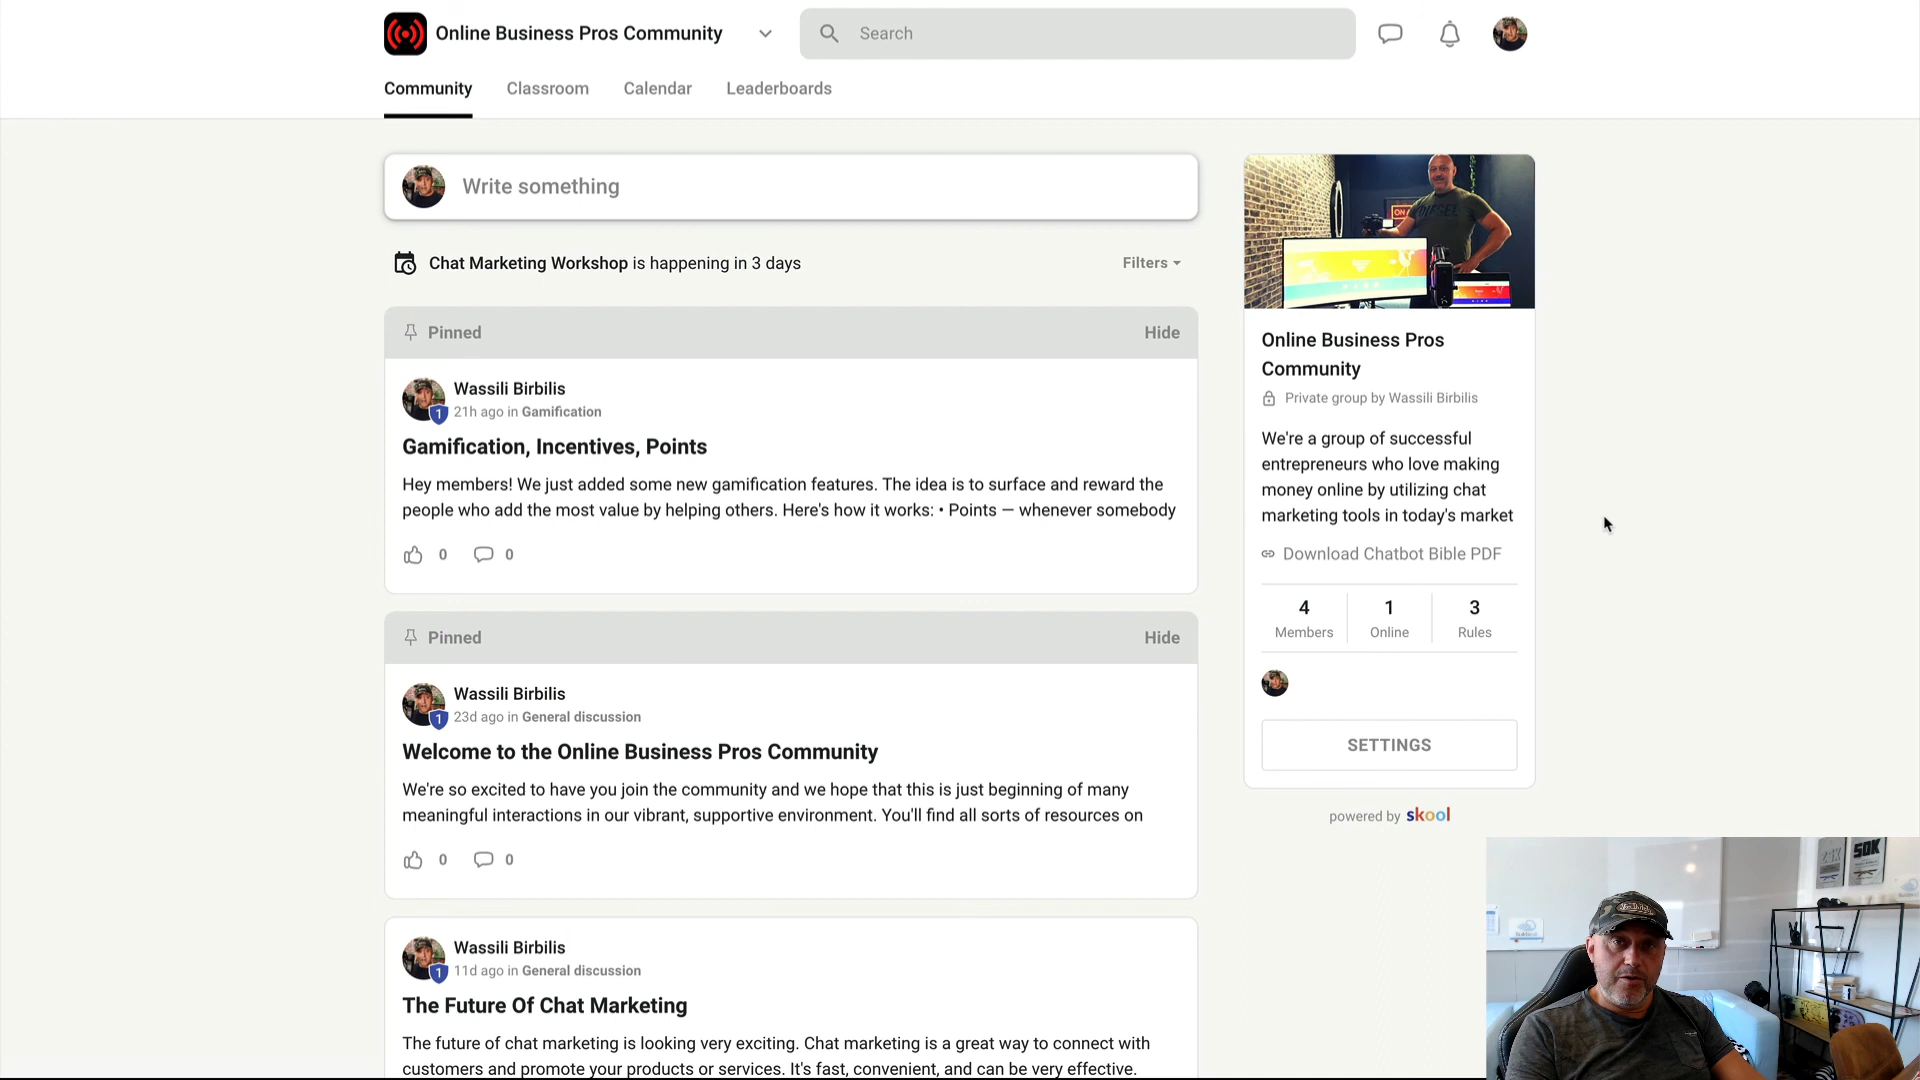 Online Business Pros Community
Search
Community
Classroom
Calendar
Leaderboards
Write something
Chat Marketing Workshop is happening in 3 days
Filters
Pinned
Hide
Wassili Birbilis
1
21h ago in Gamification
Gamification, Incentives, Points
Hey members! We just added some new gamification features. The idea is to surface and reward the
people who add the most value by helping others. Here's how it works: • Points — whenever somebody
0
0
Pinned
Hide
Wassili Birbilis
1
23d ago in General discussion
Welcome to the Online Business Pros Community
We're so excited to have you join the community and we hope that this is just beginning of many
meaningful interactions in our vibrant, supportive environment. You'll find all sorts of resources on
0
0
Wassili Birbilis
1
11d ago in General discussion
The Future Of Chat Marketing
The future of chat marketing is looking very exciting. Chat marketing is a great way to connect with
customers and promote your products or services. It's fast, convenient, and can be very effective.
DIESEL
Online Business Pros
Community
Private group by Wassili Birbilis
We're a group of successful
entrepreneurs who love making
money online by utilizing chat
marketing tools in today's market
Download Chatbot Bible PDF
4
Members
1
Online
3
Rules
SETTINGS
powered by skool
25K
50K